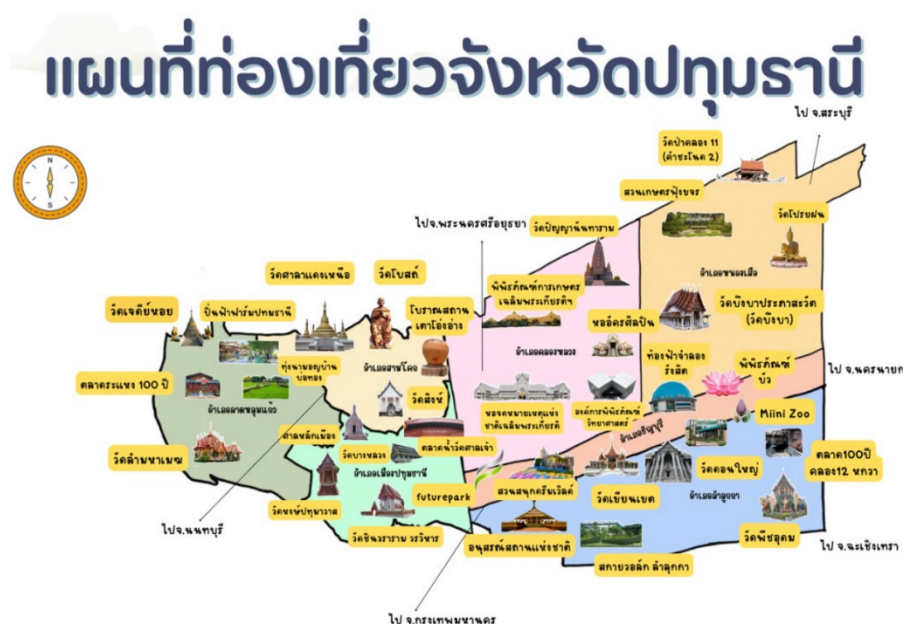 แผนที่ท่องเที่ยวจังหวัดปทุมธานี
ไป จ.สระบุรี
N
E
S
W
วัดป่าคลอง 11
(คำชะโนด 2)
สวนเกษตรฟุ้งขจร
วัดโปรยฝน
ไปจ.พระนครศรีอยุธยา
วัดปัญญานันทาราม
อำเภอหนองเสือ
วัดศาลาแดงเหนือ
วัดโบสถ์
พิพิธภัณฑ์การเกษตร
เฉลิมพระเกียรติฯ
วัดเจดีย์หอย
ปิ่นฟ้าฟาร์มปทุมธานี
โบราณสถาน
เตาโอ่งอ่าง
หออัครศิลปิน
วัดบึงบาประภาสะวัต
(วัดบึงบา)
อำเภอคลองหลวง
ทุ่งนามอญบ้าน
บ่อทอง
อำเภอสามโคก
ท้องฟ้าจำลอง
รังสิต
พิพิธภัณฑ์
บัว
ไป จ.นครนายก
ตลาดระแหง 100 ปี
อำเภอลาดหลุมแก้ว
วัดสิงห์
หอจดหมายเหตุแห่ง
ชาติเฉลิมพระเกียรติ
องค์การพิพิธภัณฑ์
วิทยาศาสตร์
อำเภอธัญบุรี
Miini Zoo
ศาลหลักเมือง
วัดบางหลวง
ตลาดน้ำวัดศาลเจ้า
วัดลำมหาเมฆ
อำเภอเมืองปทุมธานี
วัดดอนใหญ่
ตลาด100ปี
คลอง12 หกวา
สวนสนุกดรีมเวิลด์
วัดเขียนเขต
อำเภอลำลูกกา
futurepark
วัดหงษ์ปทุมาวาส
ไปจ.นนทบุรี
วัดชินวราราม วรวิหาร
อนุสรณ์สถานแห่งชาติ
วัดพืชอุดม
ไป จ.ฉะเชิงเทรา
สกายวอล์ก ลำลูกกา
ไป จ.กรุงเทพมหานคร